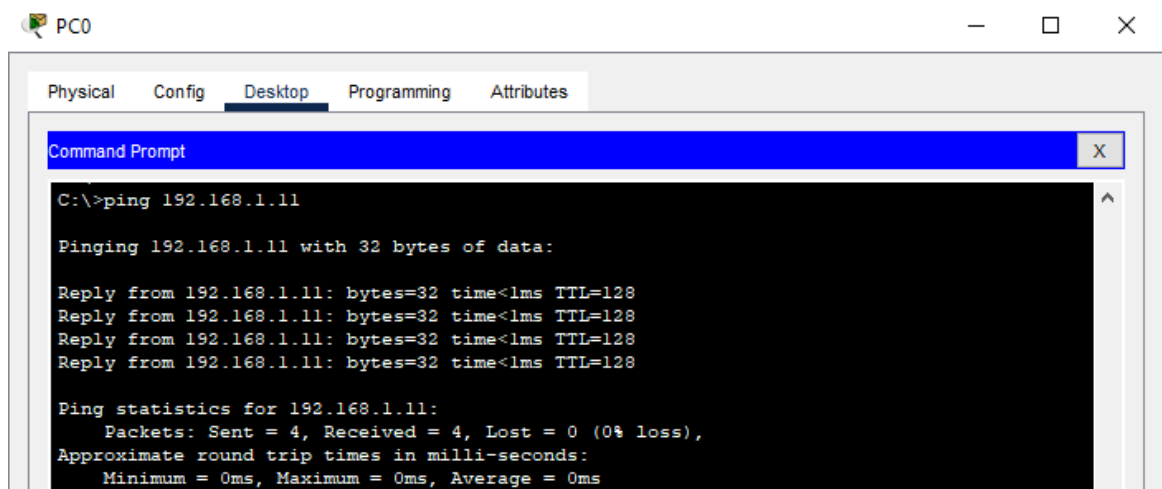 PC0
Physical Config Desktop Programming Attributes
Command Prompt X
C:\>ping 192.168.1.11
Pinging 192.168.1.11 with 32 bytes of data:
Reply from 192.168.1.11: bytes=32 time<1ms TTL=128
Reply from 192.168.1.11: bytes=32 time<1ms TTL=128
Reply from 192.168.1.11: bytes=32 time<1ms TTL=128
Reply from 192.168.1.11: bytes=32 time<1ms TTL=128
Ping statistics for 192.168.1.11:
Packets: Sent = 4, Received = 4, Lost = 0 (0% loss),
Approximate round trip times in milli-seconds:
Minimum = 0ms, Maximum = 0ms, Average = 0ms